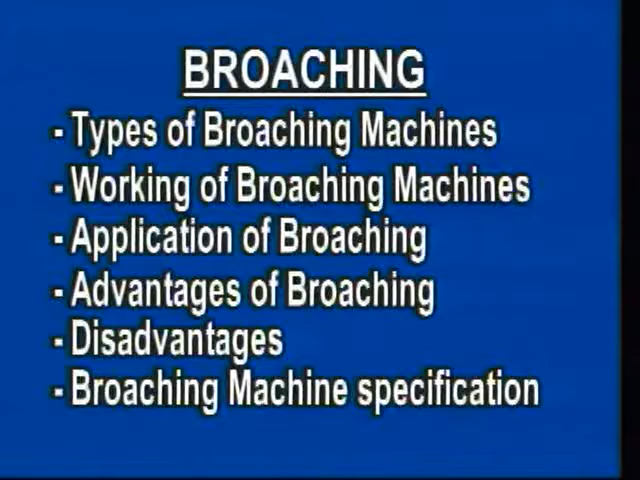 BROACHING
- Types of Broaching Machines
- Working of Broaching Machines
- Application of Broaching
- Advantages of Broaching
- Disadvantages
- Broaching Machine specification